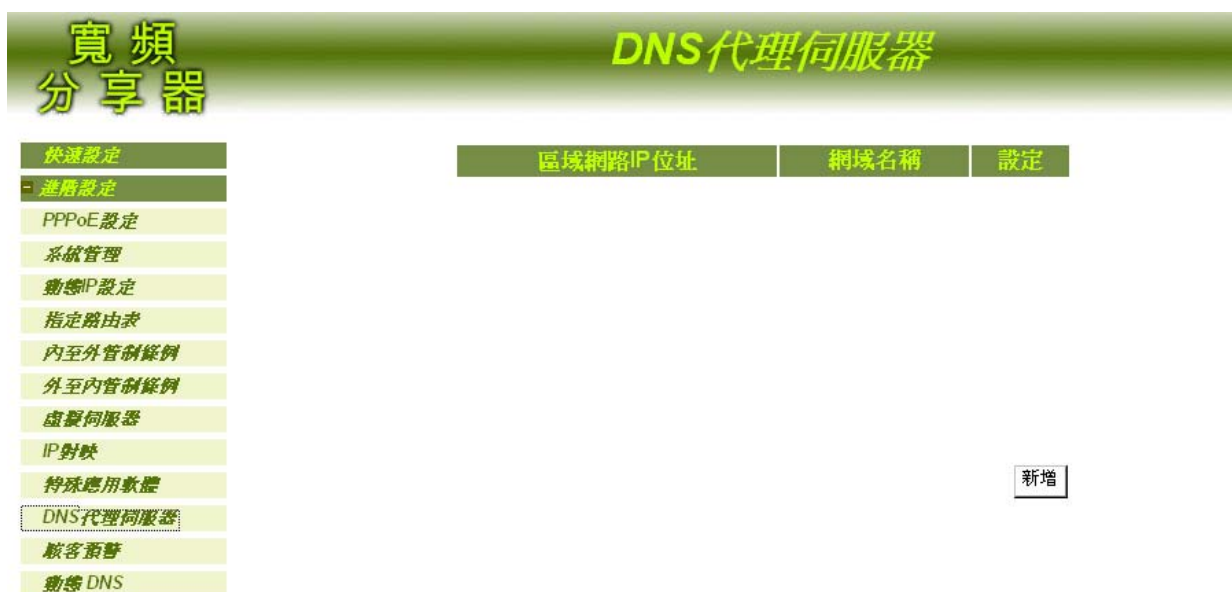 寬 頻
分 享 器
DNS代理伺服器
快速設定
進階設定
PPPoE設定
系統管理
動態IP設定
指定路由表
內至外管制條例
外至內管制條例
虛擬伺服器
IP對映
特殊應用軟體
DNS代理伺服器
駭客預警
動態 DNS
區域網路IP位址 網域名稱 設定
新增